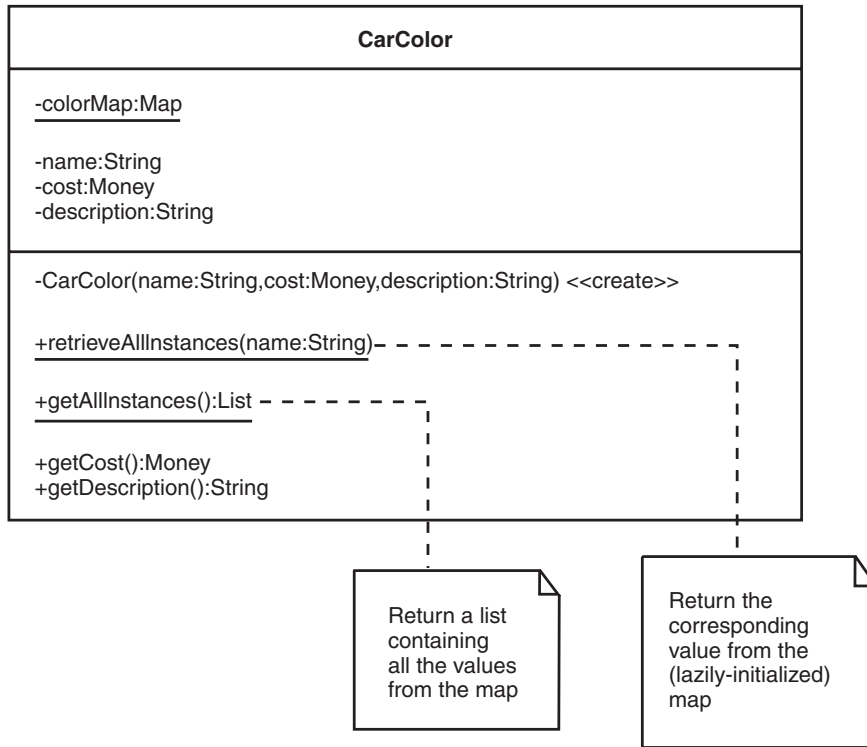 CarColor
-colorMap:Map
-name:String
-cost:Money
-description:String
-CarColor(name:String,cost:Money,description:String) <<create>>
+retrieveAllInstances(name:String)
+getAllInstances():List
+getCost():Money
+getDescription():String
Return a list
containing
all the values
from the map
Return the
corresponding
value from the
(lazily-initialized)
map